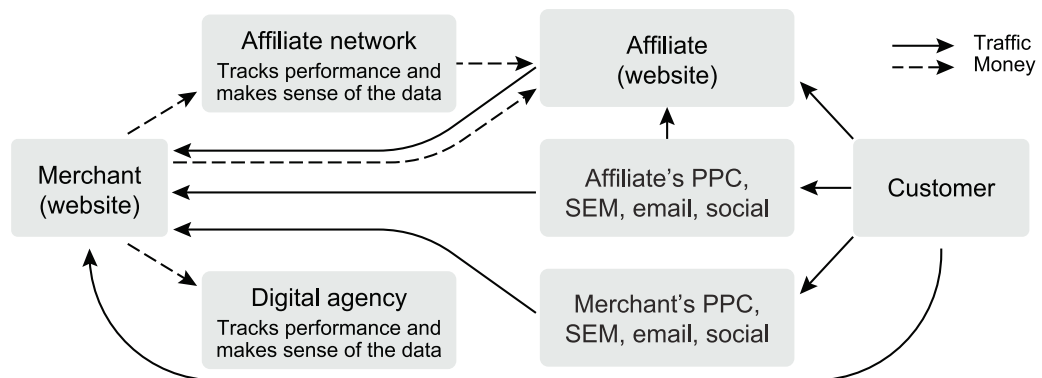 Affiliate network
Tracks performance and
makes sense of the data
Affiliate
(website)
Traffic
Money
Merchant
(website)
Affiliate's PPC,
SEM, email, social
Customer
Digital agency
Tracks performance and
makes sense of the data
Merchant's PPC,
SEM, email, social